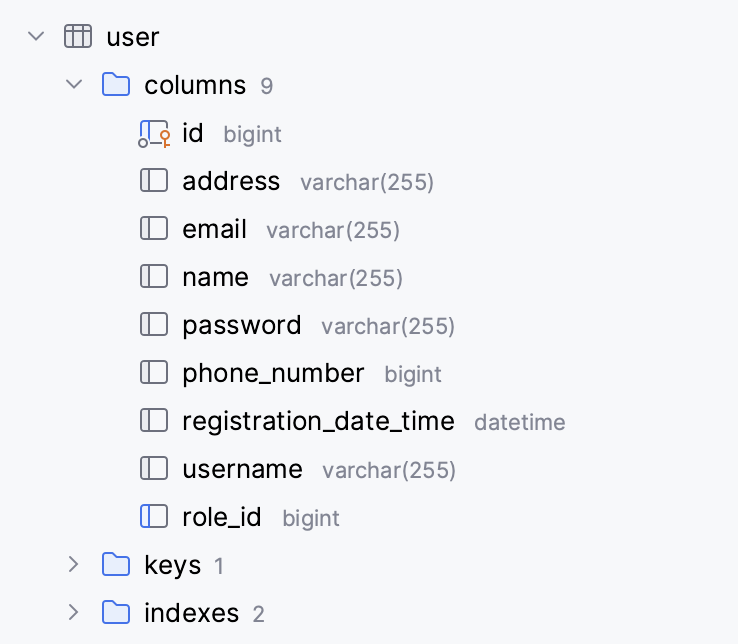 user
columns 9
id bigint
address varchar(255)
email varchar(255)
name varchar(255)
password varchar(255)
phone_number bigint
registration_date_time datetime
username varchar(255)
role_id bigint
keys 1
indexes 2